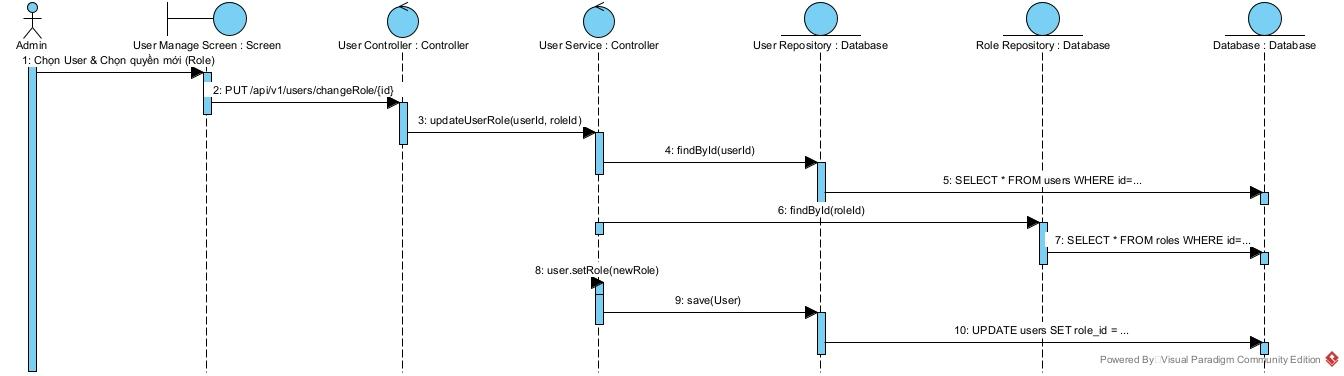 Admin
User Manage Screen : Screen
User Controller : Controller
User Service : Controller
User Repository : Database
Role Repository : Database
Database : Database
1: Chọn User & Chọn quyền mới (Role)
2: PUT /api/v1/users/changeRole/{id}
3: updateUserRole(userId, roleId)
4: findById(userId)
5: SELECT * FROM users WHERE id=...
6: findById(roleId)
7: SELECT * FROM roles WHERE id=...
8: user.setRole(newRole)
9: save(User)
10: UPDATE users SET role_id = ...
Powered By Visual Paradigm Community Edition